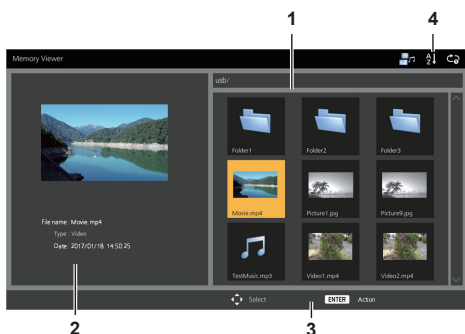 1
4
Memory Viewer
A
Z
usb/
Folder1
Folder2
Folder3
Movie.mp4
Picture1.jpg
Picture9.jpg
File name: Movie.mp4
Type : Video
Date: 2017/01/18 14:50:25
TestMusic.mp3
Video1.mp4
Video2.mp4
Select
ENTER Action
2
3